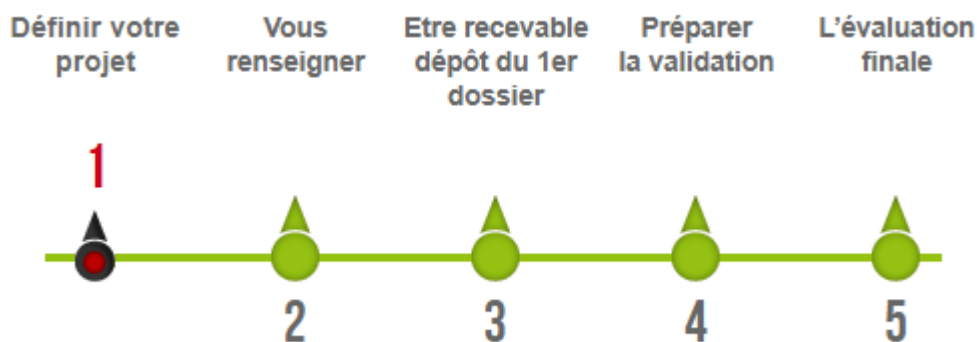 Définir votre
projet
Vous
renseigner
Etre recevable
dépôt du 1er
dossier
Préparer
la validation
L'évaluation
finale
1
2
3
4
5